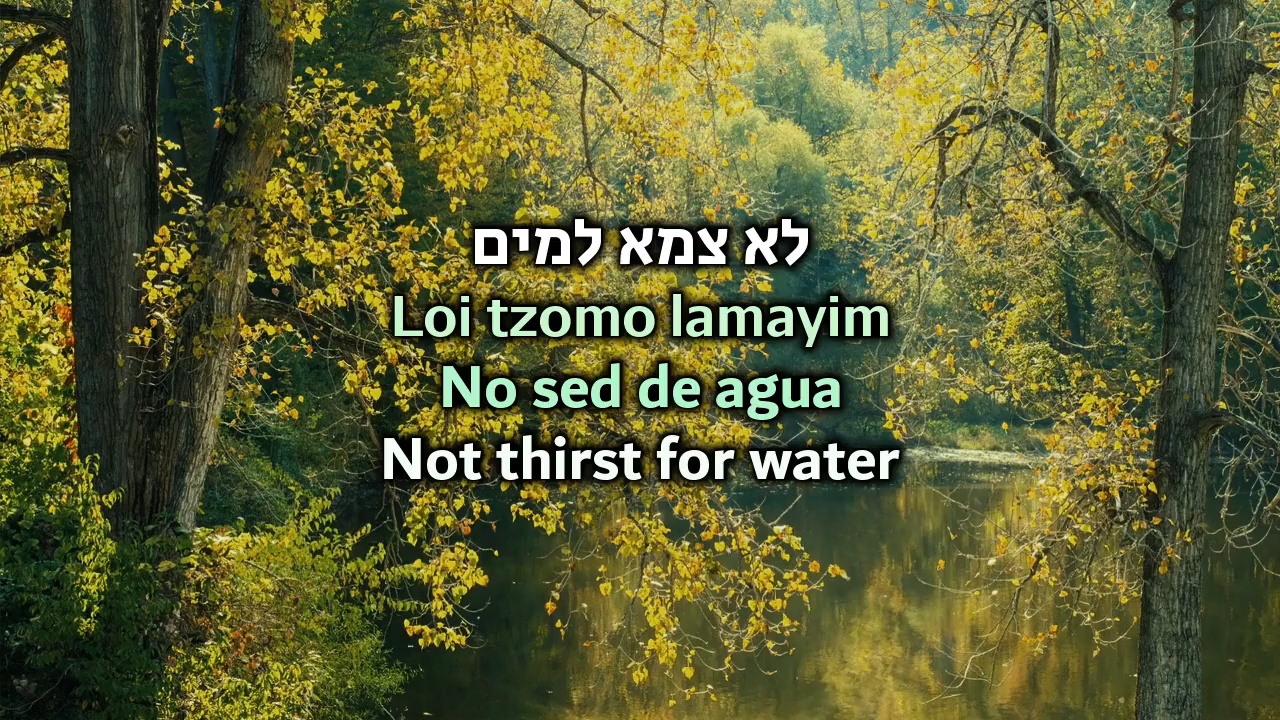 לא צמא למים
Loi tzomo lamayim
No sed de agua
Not thirst for water